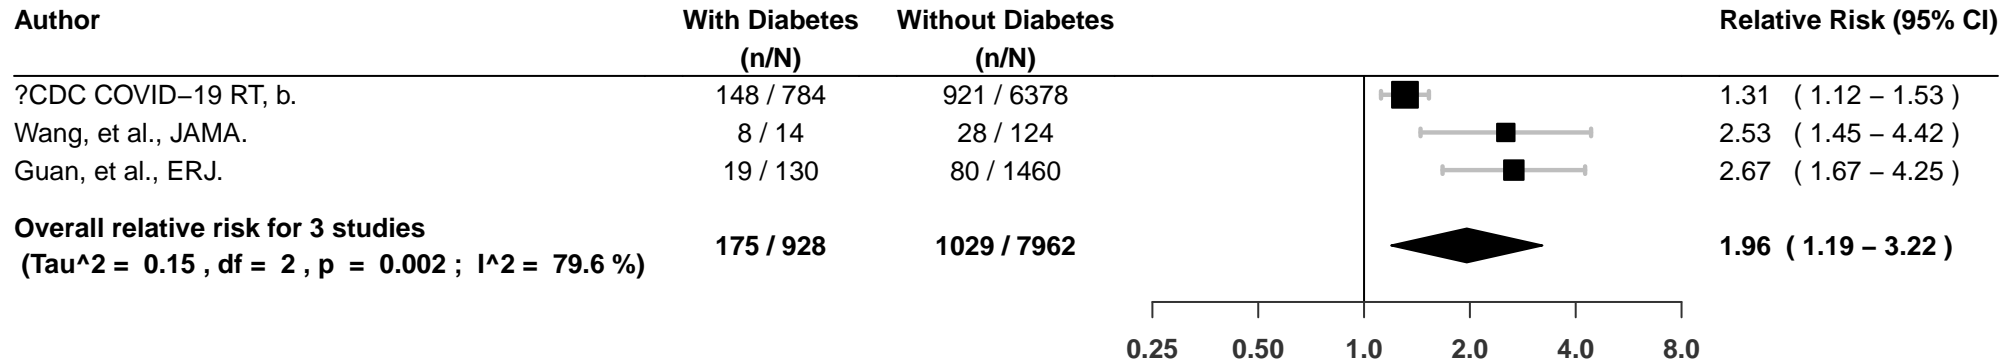 Author With Diabetes Without Diabetes Relative Risk (95% CI)
(n/N) (n/N)
?CDC COVID−19 RT, b. 148 / 784 921 / 6378 1.31 ( 1.12 − 1.53 )
Wang, et al., JAMA. 8 / 14 28 / 124 2.53 ( 1.45 − 4.42 )
Guan, et al., ERJ. 19 / 130 80 / 1460 2.67 ( 1.67 − 4.25 )
Overall relative risk for 3 studies
175 / 928 1029 / 7962 1.96 ( 1.19 − 3.22 )
(Tau^2 = 0.15 , df = 2 , p = 0.002 ; I^2 = 79.6 %)
0.25 0.50 1.0 2.0 4.0 8.0